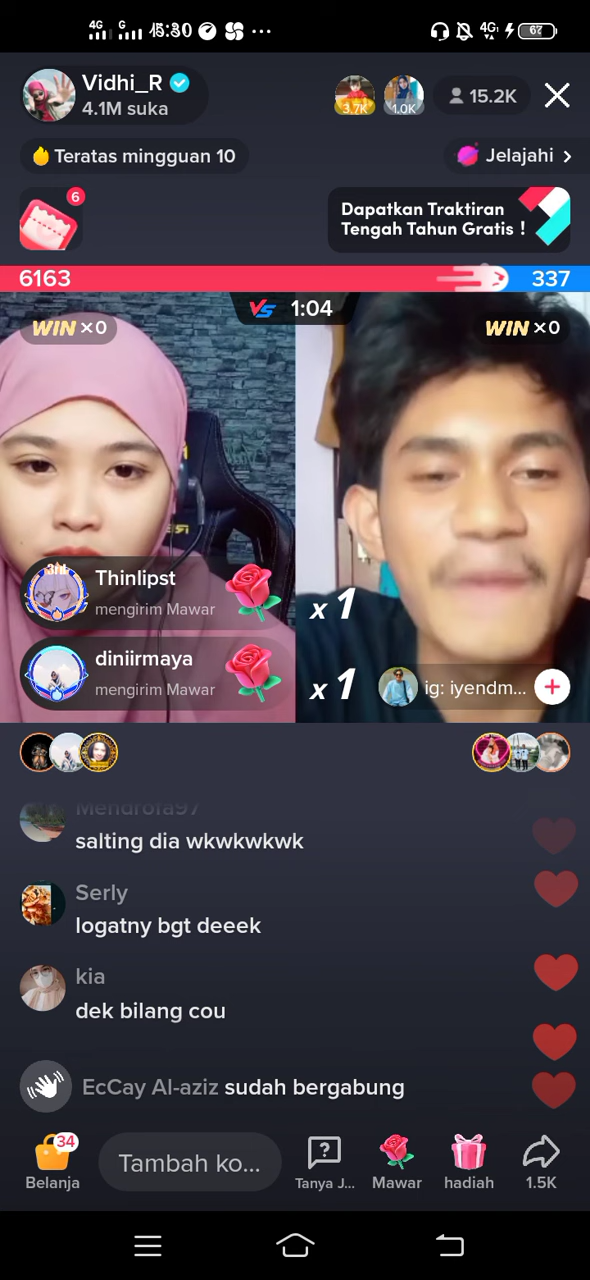 4G
G
15:30
4G
67
Vidhi_R
4.1M suka
3.7K
1.0K
15.2K
Teratas mingguan 10
Jelajahi
6
Dapatkan Traktiran
Tengah Tahun Gratis !
6163
337
VS 1:04
WIN ×0
WIN ×0
Thinlipst
mengirim Mawar
x 1
diniirmaya
mengirim Mawar
x 1
ig: iyendm...
Mendrofa97
salting dia wkwkwkwk
Serly
logatny bgt deeek
kia
dek bilang cou
EcCay Al-aziz sudah bergabung
34
Belanja
Tambah ko...
Tanya J...
Mawar
hadiah
1.5K